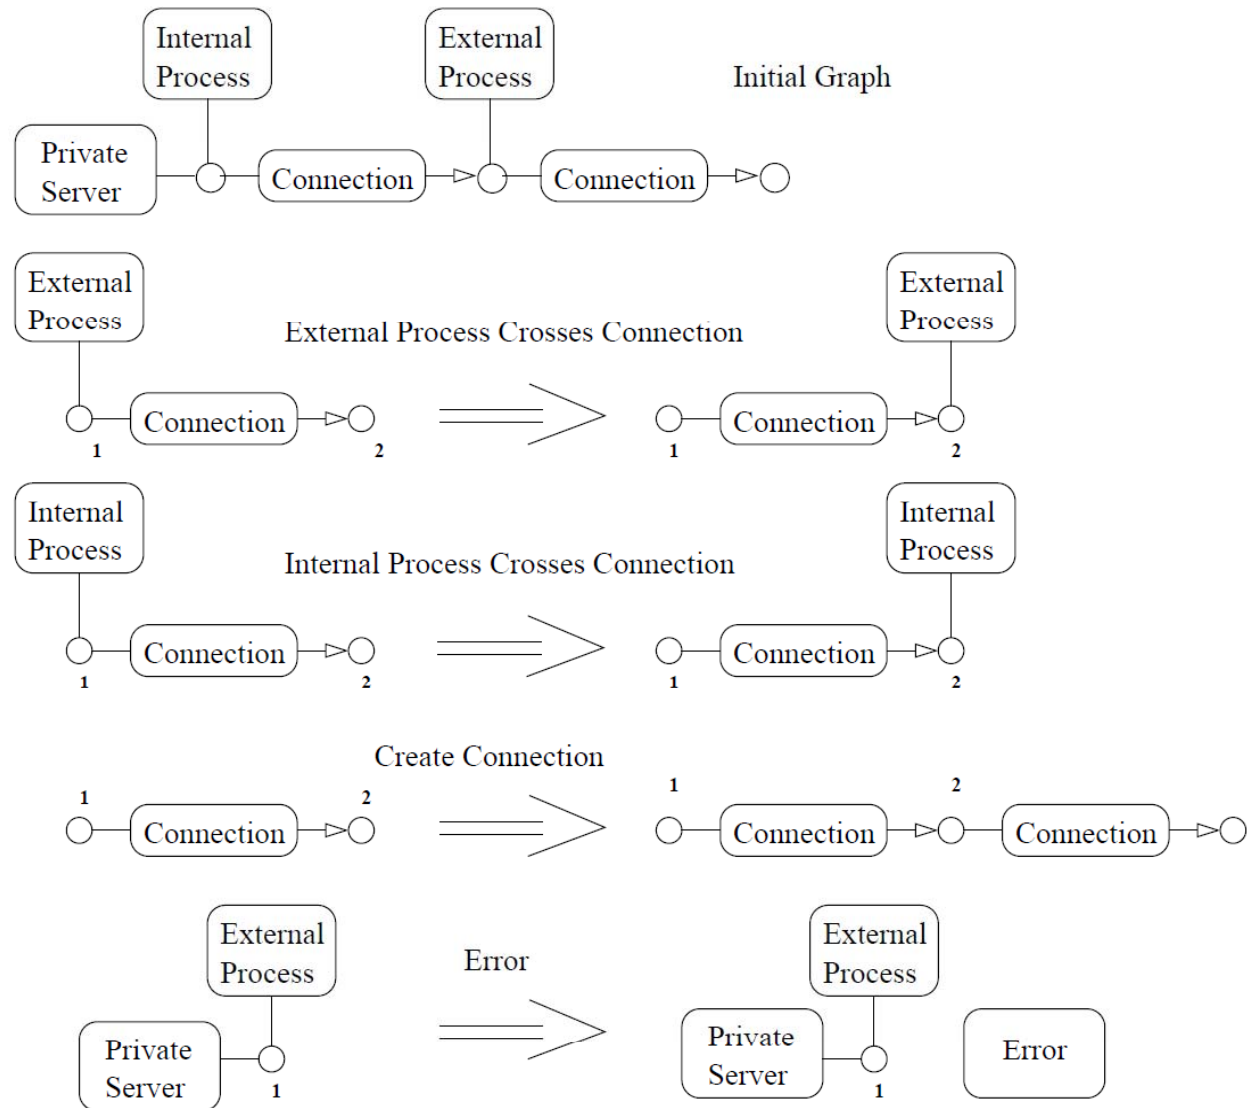 Internal
Process
External
Process
Initial Graph
Private
Server
Connection
Connection
External
Process
External
Process
External Process Crosses Connection
Connection
Connection
1
2
1
2
Internal
Process
Internal
Process
Internal Process Crosses Connection
Connection
Connection
1
2
1
2
Create Connection
1
2
1
2
Connection
Connection
Connection
External
Process
Error
External
Process
Private
Server
1
Private
Server
1
Error